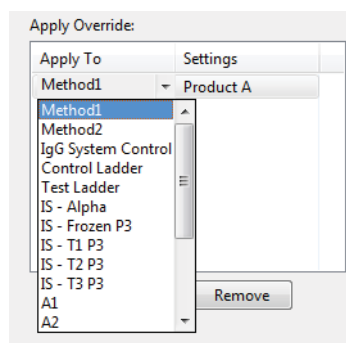 Apply Override:
Apply To Settings
Method1 Product A
Method1
Method2
IgG System Control
Control Ladder
Test Ladder
IS - Alpha
IS - Frozen P3
IS - T1 P3
IS - T2 P3
IS - T3 P3
A1
A2
Remove